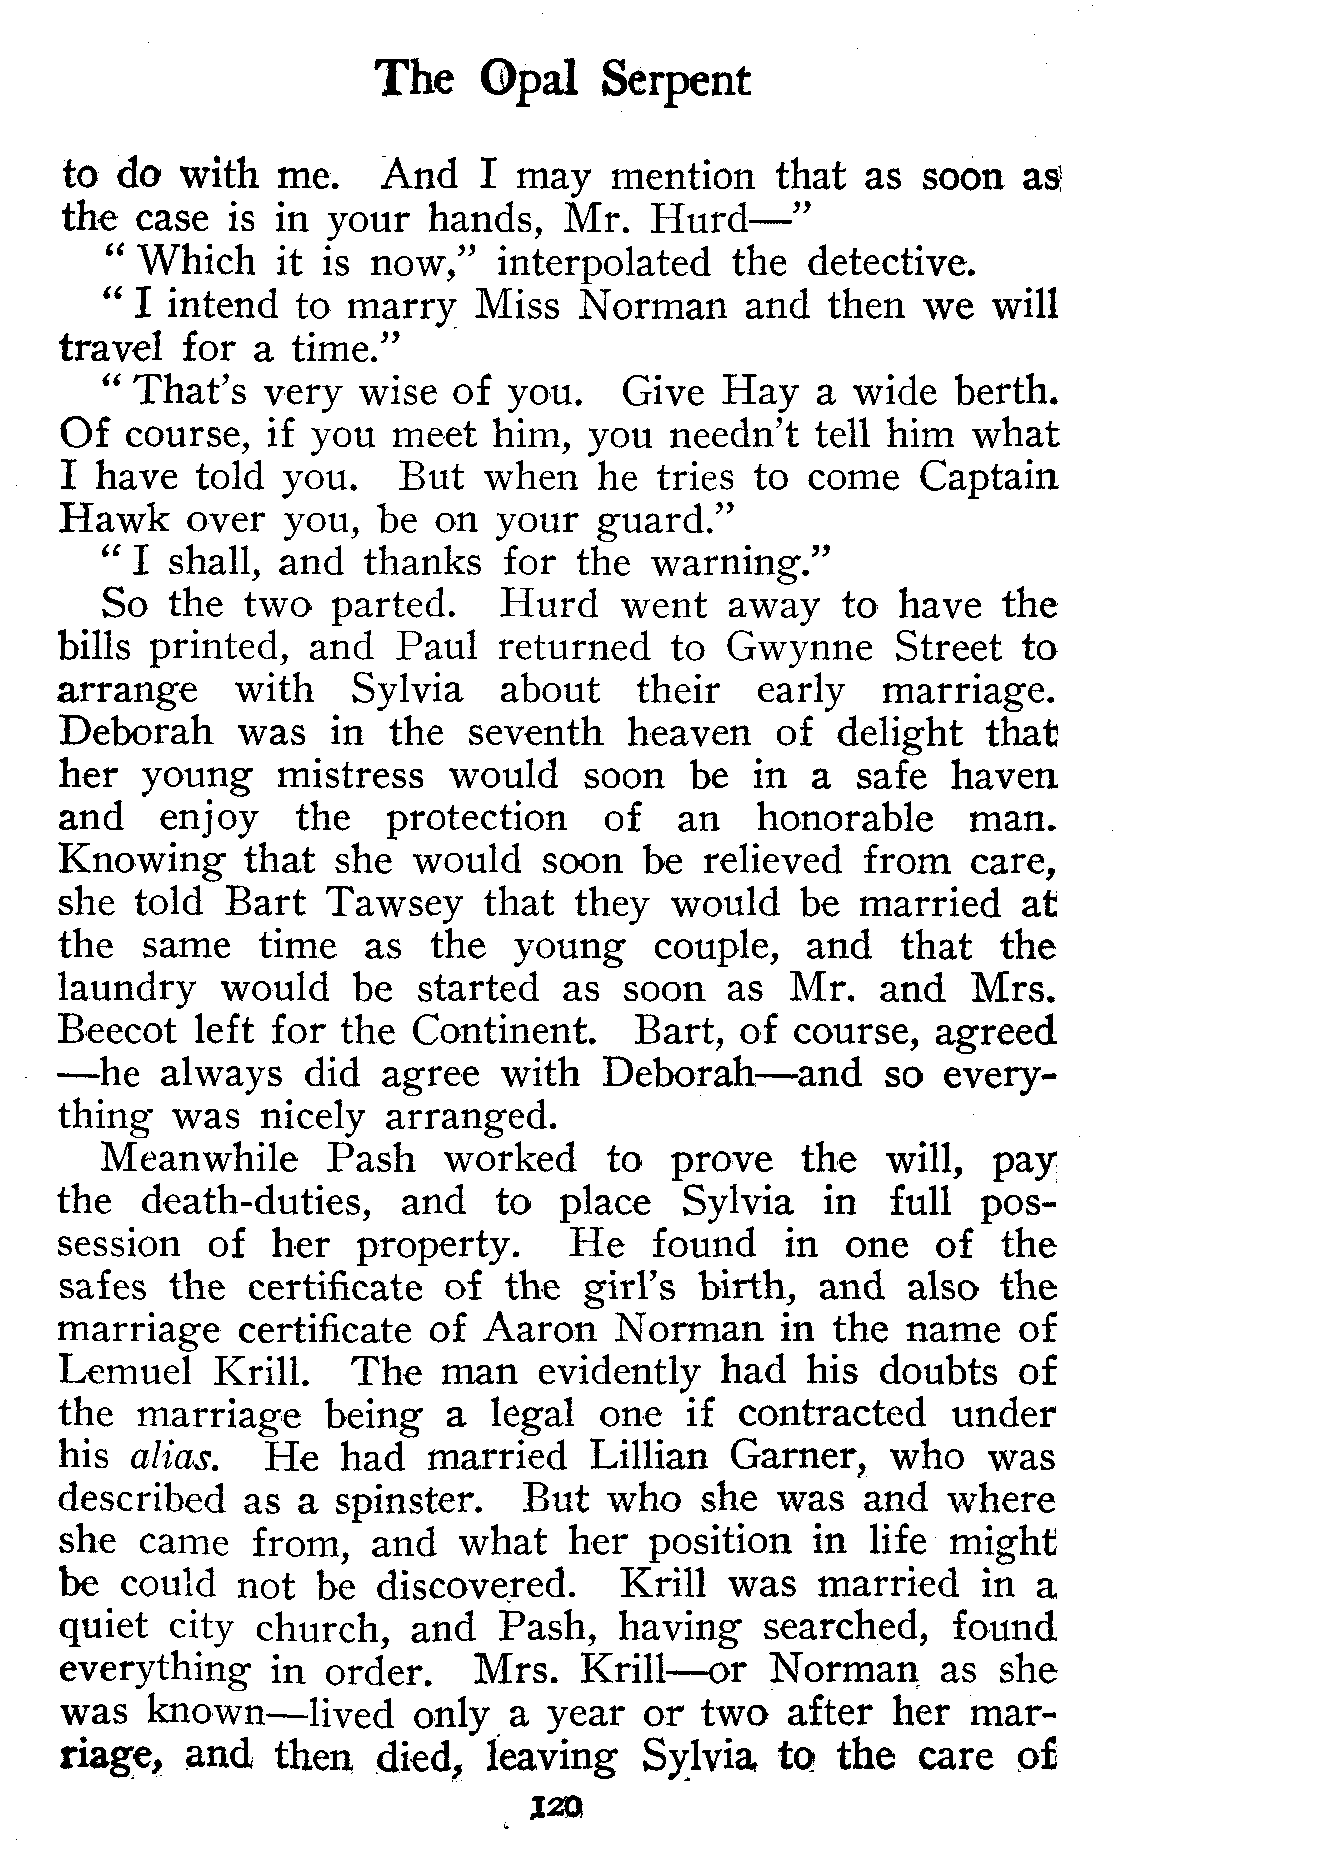 The Opal Serpent
to do with me. And I may mention that as soon as
the case is in your hands, Mr. Hurd—"
"Which it is now," interpolated the detective.
"I intend to marry Miss Norman and then we will
travel for a time."
"That's very wise of you. Give Hay a wide berth.
Of course, if you meet him, you needn't tell him what
I have told you. But when he tries to come Captain
Hawk over you, be on your guard."
"I shall, and thanks for the warning."
So the two parted. Hurd went away to have the
bills printed, and Paul returned to Gwynne Street to
arrange with Sylvia about their early marriage.
Deborah was in the seventh heaven of delight that
her young mistress would soon be in a safe haven
and enjoy the protection of an honorable man.
Knowing that she would soon be relieved from care,
she told Bart Tawsey that they would be married at
the same time as the young couple, and that the
laundry would be started as soon as Mr. and Mrs.
Beecot left for the Continent. Bart, of course, agreed
—he always did agree with Deborah—and so every-
thing was nicely arranged.
Meanwhile Pash worked to prove the will, pay
the death-duties, and to place Sylvia in full pos-
session of her property. He found in one of the
safes the certificate of the girl's birth, and also the
marriage certificate of Aaron Norman in the name of
Lemuel Krill. The man evidently had his doubts of
the marriage being a legal one if contracted under
his alias. He had married Lillian Garner, who was
described as a spinster. But who she was and where
she came from, and what her position in life might
be could not be discovered. Krill was married in a
quiet city church, and Pash, having searched, found
everything in order. Mrs. Krill—or Norman as she
was known—lived only a year or two after her mar-
riage, and then died, leaving Sylvia to the care of
120